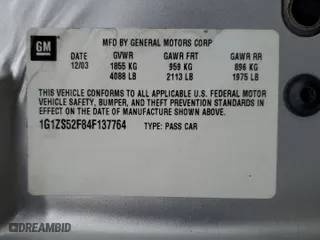 GM
MFD BY GENERAL MOTORS CORP
DATE GVWR GAWR FRT GAWR RR
12/03 1855 KG 959 KG 896 KG
4088 LB 2113 LB 1975 LB
THIS VEHICLE CONFORMS TO ALL U.S. FEDERAL MOTOR
VEHICLE SAFETY, BUMPER, AND THEFT PREVENTION STANDARDS IN
EFFECT ON THE DATE OF MANUFACTURE SHOWN ABOVE.
1G1ZS52F84F137764 TYPE: PASS CAR
DREAMBID